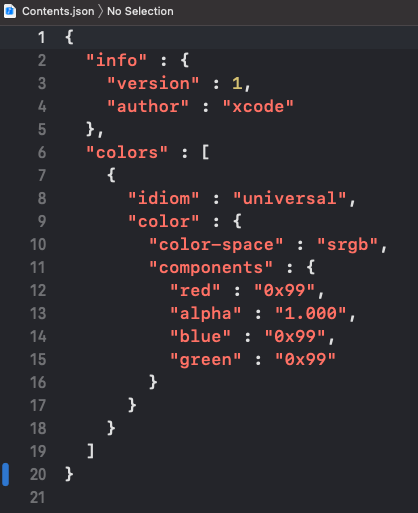 Contents.json 〉 No Selection
1 {
2 "info" : {
3 "version" : 1,
4 "author" : "xcode"
5 },
6 "colors" : [
7 {
8 "idiom" : "universal",
9 "color" : {
10 "color-space" : "srgb",
11 "components" : {
12 "red" : "0x99",
13 "alpha" : "1.000",
14 "blue" : "0x99",
15 "green" : "0x99"
16 }
17 }
18 }
19 ]
20 }
21